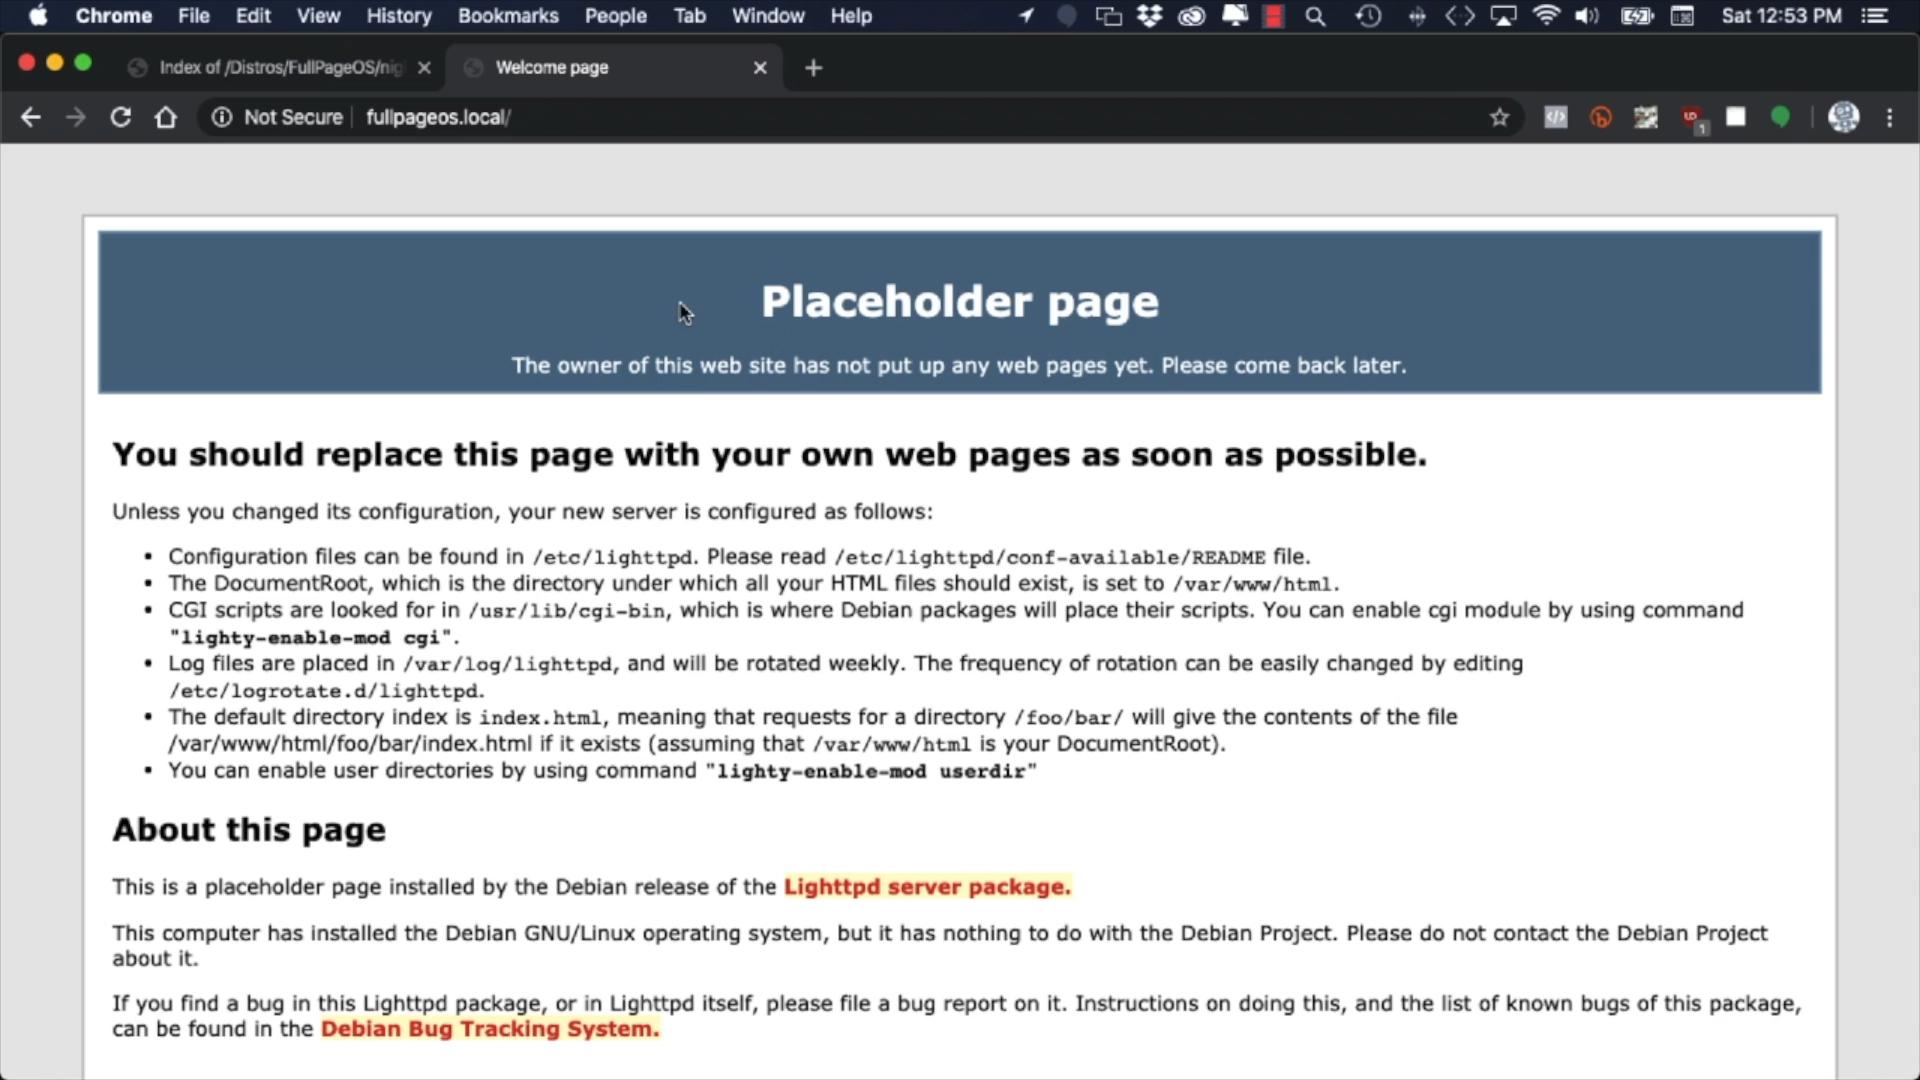 Chrome File Edit View History Bookmarks People Tab Window Help Sat 12:53 PM
Index of /Distros/FullPageOS/nig Welcome page
Not Secure fullpageos.local/
1
Placeholder page
The owner of this web site has not put up any web pages yet. Please come back later.
You should replace this page with your own web pages as soon as possible.
Unless you changed its configuration, your new server is configured as follows:
• Configuration files can be found in /etc/lighttpd. Please read /etc/lighttpd/conf-available/README file.
• The DocumentRoot, which is the directory under which all your HTML files should exist, is set to /var/www/html.
• CGI scripts are looked for in /usr/lib/cgi-bin, which is where Debian packages will place their scripts. You can enable cgi module by using command
"lighty-enable-mod cgi".
• Log files are placed in /var/log/lighttpd, and will be rotated weekly. The frequency of rotation can be easily changed by editing
/etc/logrotate.d/lighttpd.
• The default directory index is index.html, meaning that requests for a directory /foo/bar/ will give the contents of the file
/var/www/html/foo/bar/index.html if it exists (assuming that /var/www/html is your DocumentRoot).
• You can enable user directories by using command "lighty-enable-mod userdir"
About this page
This is a placeholder page installed by the Debian release of the Lighttpd server package.
This computer has installed the Debian GNU/Linux operating system, but it has nothing to do with the Debian Project. Please do not contact the Debian Project
about it.
If you find a bug in this Lighttpd package, or in Lighttpd itself, please file a bug report on it. Instructions on doing this, and the list of known bugs of this package,
can be found in the Debian Bug Tracking System.